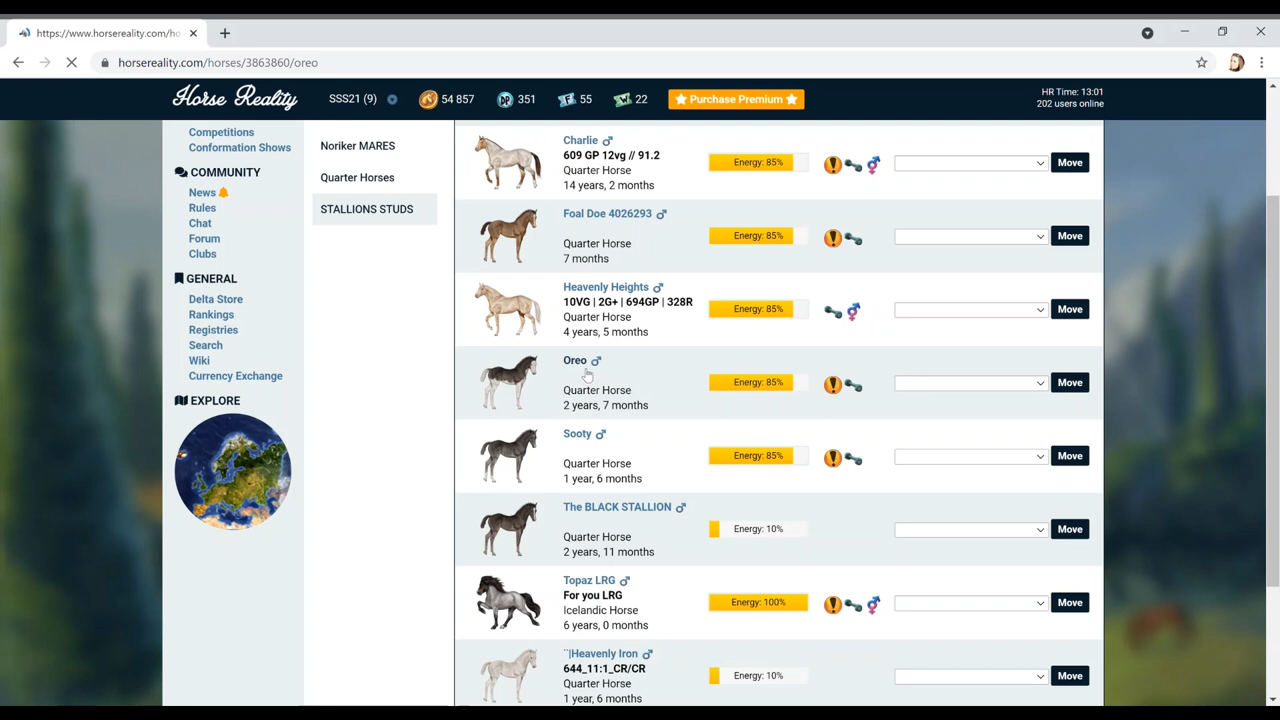 https://www.horsereality.com/ho
horsereality.com/horses/3863860/oreo
Horse Reality
SSS21 (9)
54 857
DP
351
55
22
Purchase Premium
HR Time: 13:01
202 users online
Competitions
Conformation Shows
COMMUNITY
News
Rules
Chat
Forum
Clubs
GENERAL
Delta Store
Rankings
Registries
Search
Wiki
Currency Exchange
EXPLORE
Noriker MARES
Quarter Horses
STALLIONS STUDS
Charlie
609 GP 12vg // 91.2
Quarter Horse
14 years, 2 months
Energy: 85%
Move
Foal Doe 4026293
Quarter Horse
7 months
Energy: 85%
Move
Heavenly Heights
10VG | 2G+ | 694GP | 328R
Quarter Horse
4 years, 5 months
Energy: 85%
Move
Oreo
Quarter Horse
2 years, 7 months
Energy: 85%
Move
Sooty
Quarter Horse
1 year, 6 months
Energy: 85%
Move
The BLACK STALLION
Quarter Horse
2 years, 11 months
Energy: 10%
Move
Topaz LRG
For you LRG
Icelandic Horse
6 years, 0 months
Energy: 100%
Move
¨|Heavenly Iron
644_11:1_CR/CR
Quarter Horse
1 year, 6 months
Energy: 10%
Move